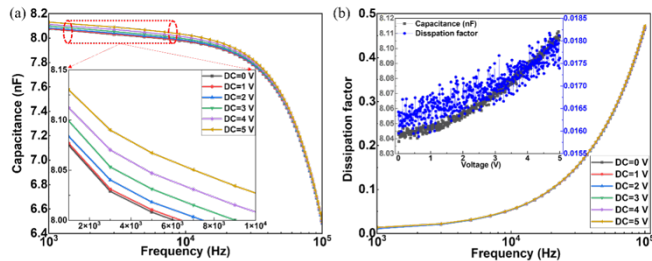 (a)
8.2
8.0
7.8
7.6
7.4
7.2
7.0
6.8
6.6
6.4
Capacitance (nF)
8.15
8.10
8.05
8.00
2×10³ 4×10³ 6×10³ 8×10³ 1×10⁴
DC=0 V
DC=1 V
DC=2 V
DC=3 V
DC=4 V
DC=5 V
10³ 10⁴ 10⁵
Frequency (Hz)
(b)
0.5
0.4
0.3
0.2
0.1
0.0
Dissipation factor
Capacitance (nF)
Disspation factor
8.12
8.11
8.10
8.09
8.08
8.07
8.06
8.05
8.04
8.03
0.0185
0.0180
0.0175
0.0170
0.0165
0.0160
0.0155
0 1 2 3 4 5
Voltage (V)
DC=0 V
DC=1 V
DC=2 V
DC=3 V
DC=4 V
DC=5 V
10³ 10⁴ 10⁵
Frequency (Hz)